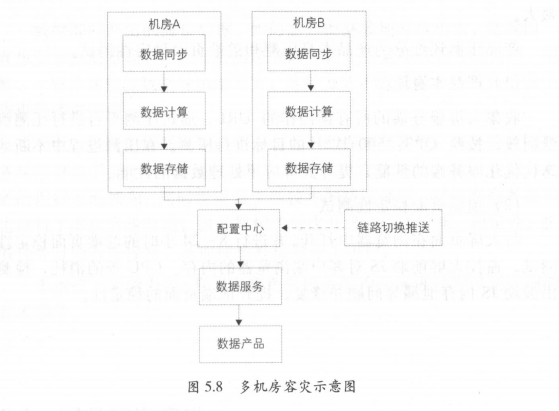 机房A 机房B
数据同步 数据同步
数据计算 数据计算
数据存储 数据存储
配置中心 链路切换推送
数据服务
数据产品
图 5.8 多机房容灾示意图